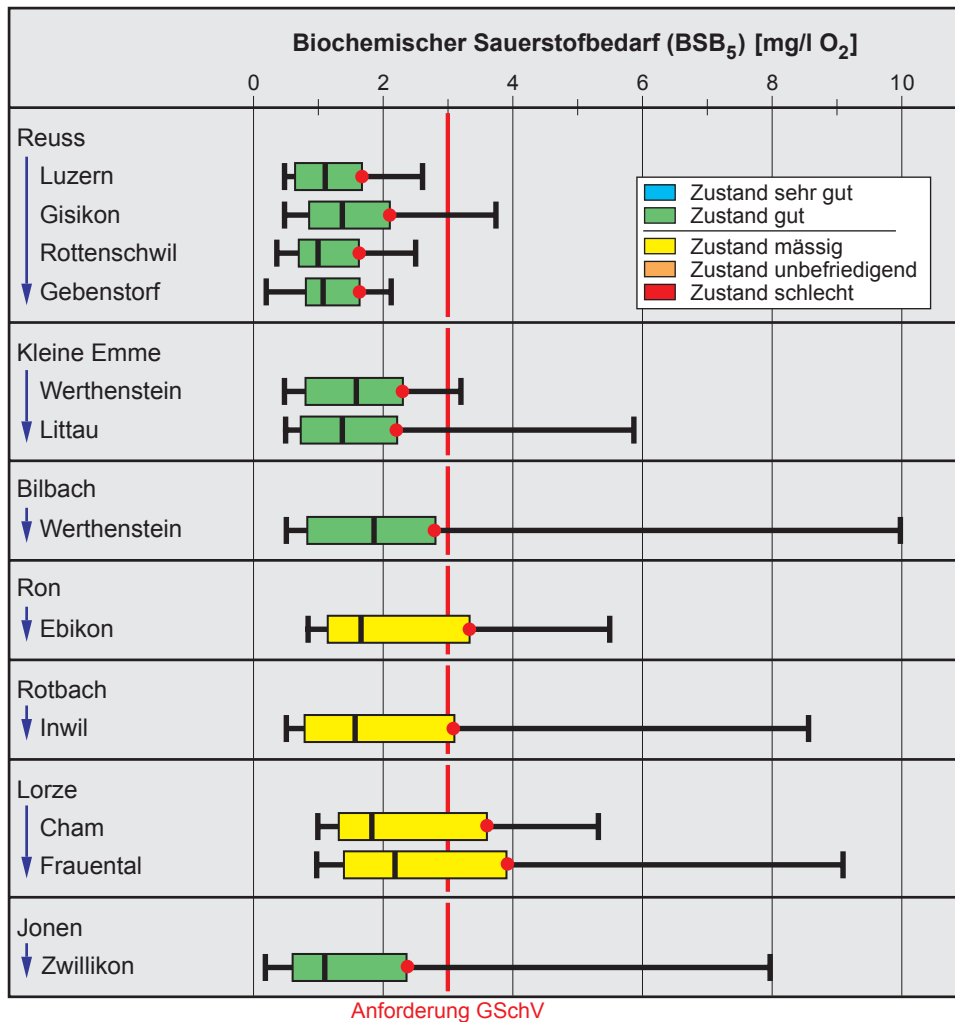 Biochemischer Sauerstofbedarf (BSB₅) [mg/l O₂]
0 2 4 6 8 10
Reuss
Luzern
Gisikon
Rottenschwil
Gebenstorf
Zustand sehr gut
Zustand gut
Zustand mässig
Zustand unbefriedigend
Zustand schlecht
Kleine Emme
Werthenstein
Littau
Bilbach
Werthenstein
Ron
Ebikon
Rotbach
Inwil
Lorze
Cham
Frauental
Jonen
Zwillikon
Anforderung GSchV